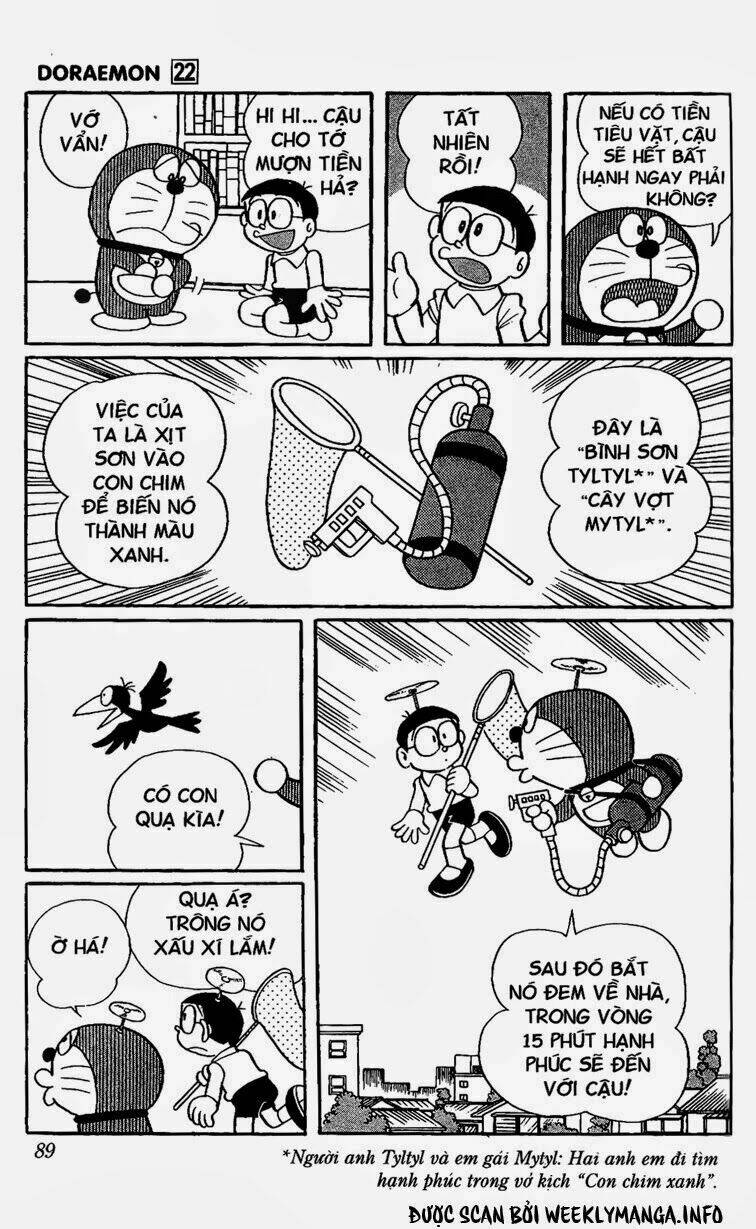 DORAEMON 22
NẾU CÓ TIỀN
TIÊU VẶT, CẬU
SẼ HẾT BẤT
HẠNH NGAY PHẢI
KHÔNG?
TẤT
NHIÊN
RỒI!
HI HI... CẬU
CHO TỚ
MƯỢN TIỀN
HẢ?
VỚ
VẨN!
ĐÂY LÀ
"BÌNH SƠN
TYLTYL*" VÀ
"CÂY VỢT
MYTYL*".
VIỆC CỦA
TA LÀ XỊT
SƠN VÀO
CON CHIM
ĐỂ BIẾN NÓ
THÀNH MÀU
XANH.
SAU ĐÓ BẮT
NÓ ĐEM VỀ NHÀ,
TRONG VÒNG
15 PHÚT HẠNH
PHÚC SẼ ĐẾN
VỚI CẬU!
CÓ CON
QUẠ KÌA!
QUẠ Á?
TRÔNG NÓ
XẤU XÍ LẮM!
Ờ HÁ!
89
*Người anh Tyltyl và em gái Mytyl: Hai anh em đi tìm
hạnh phúc trong vở kịch "Con chim xanh".
ĐƯỢC SCAN BỞI WEEKLYMANGA.INFO